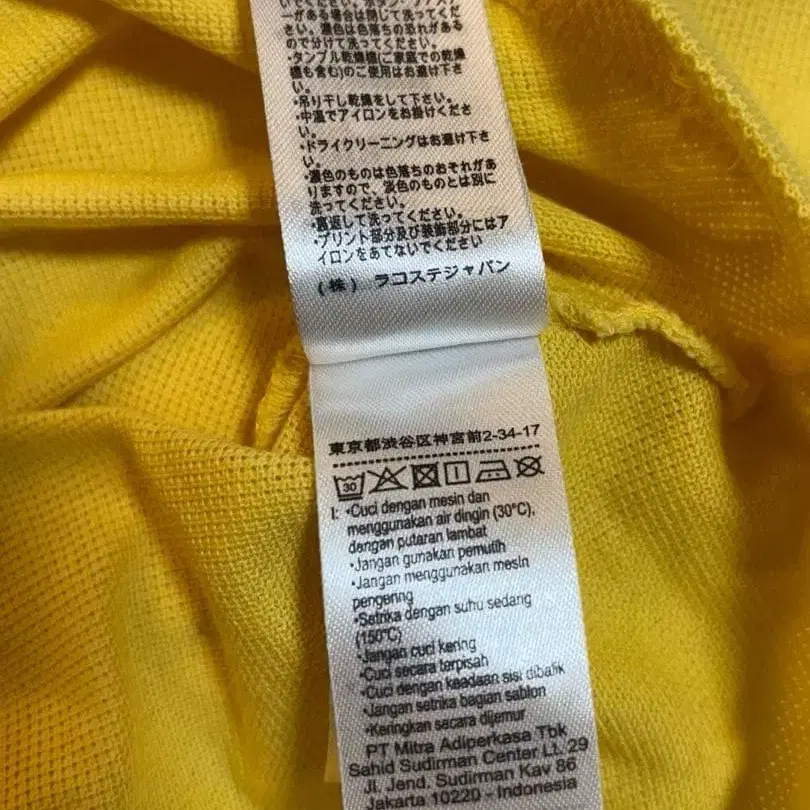 ーがある場合は閉じて洗ってくだ
さい。濃色は色落ちの恐れがある
ので分けて洗ってください。
・タンブル乾燥機(ご家庭での乾燥
機も含む)のご使用はお避け下さ
い。
・吊り干し乾燥をして下さい。
・中温でアイロンをお掛けくださ
い。
・ドライクリーニングはお避け下さ
い。
・濃色のものは色落ちのおそれがあ
りますので、淡色のものとは別に
洗ってください。
・裏返して洗ってください。
・プリント部分及び装飾部分にはア
イロンをあてないでください。
(株) ラコステジャパン
東京都渋谷区神宮前2-34-17
30
I: •Cuci dengan mesin dan
menggunakan air dingin (30°C),
dengan putaran lambat
•Jangan gunakan pemutih
•Jangan menggunakan mesin
pengering
•Setrika dengan suhu sedang
(150°C)
•Jangan cuci kering
•Cuci secara terpisah
•Cuci dengan keadaan sisi dibalik
•Jangan setrika bagian sablon
•Keringkan secara dijemur
PT Mitra Adiperkasa Tbk
Sahid Sudirman Center Lt. 29
Jl. Jend. Sudirman Kav 86
Jakarta 10220 - Indonesia